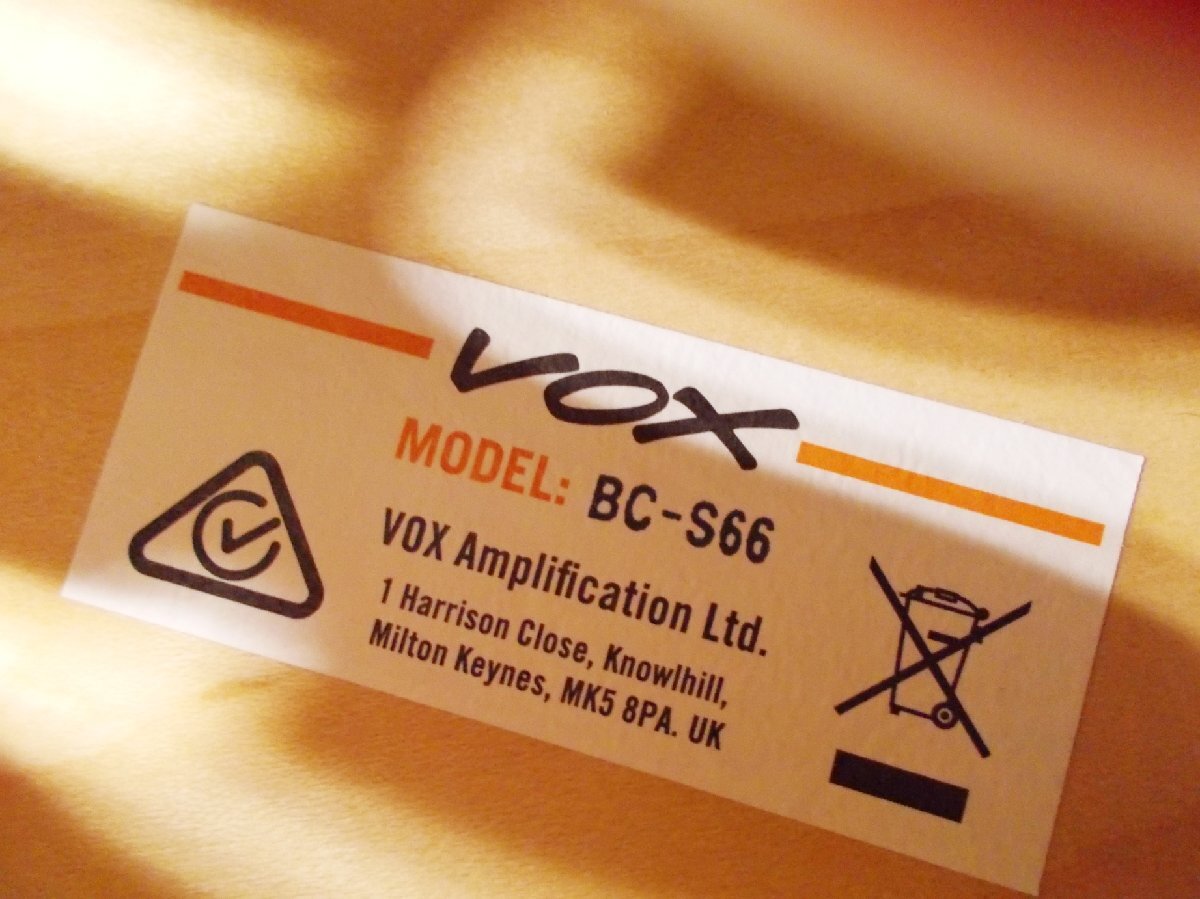 VOX
MODEL: BC-S66
VOX Amplification Ltd.
1 Harrison Close, Knowlhill,
Milton Keynes, MK5 8PA. UK